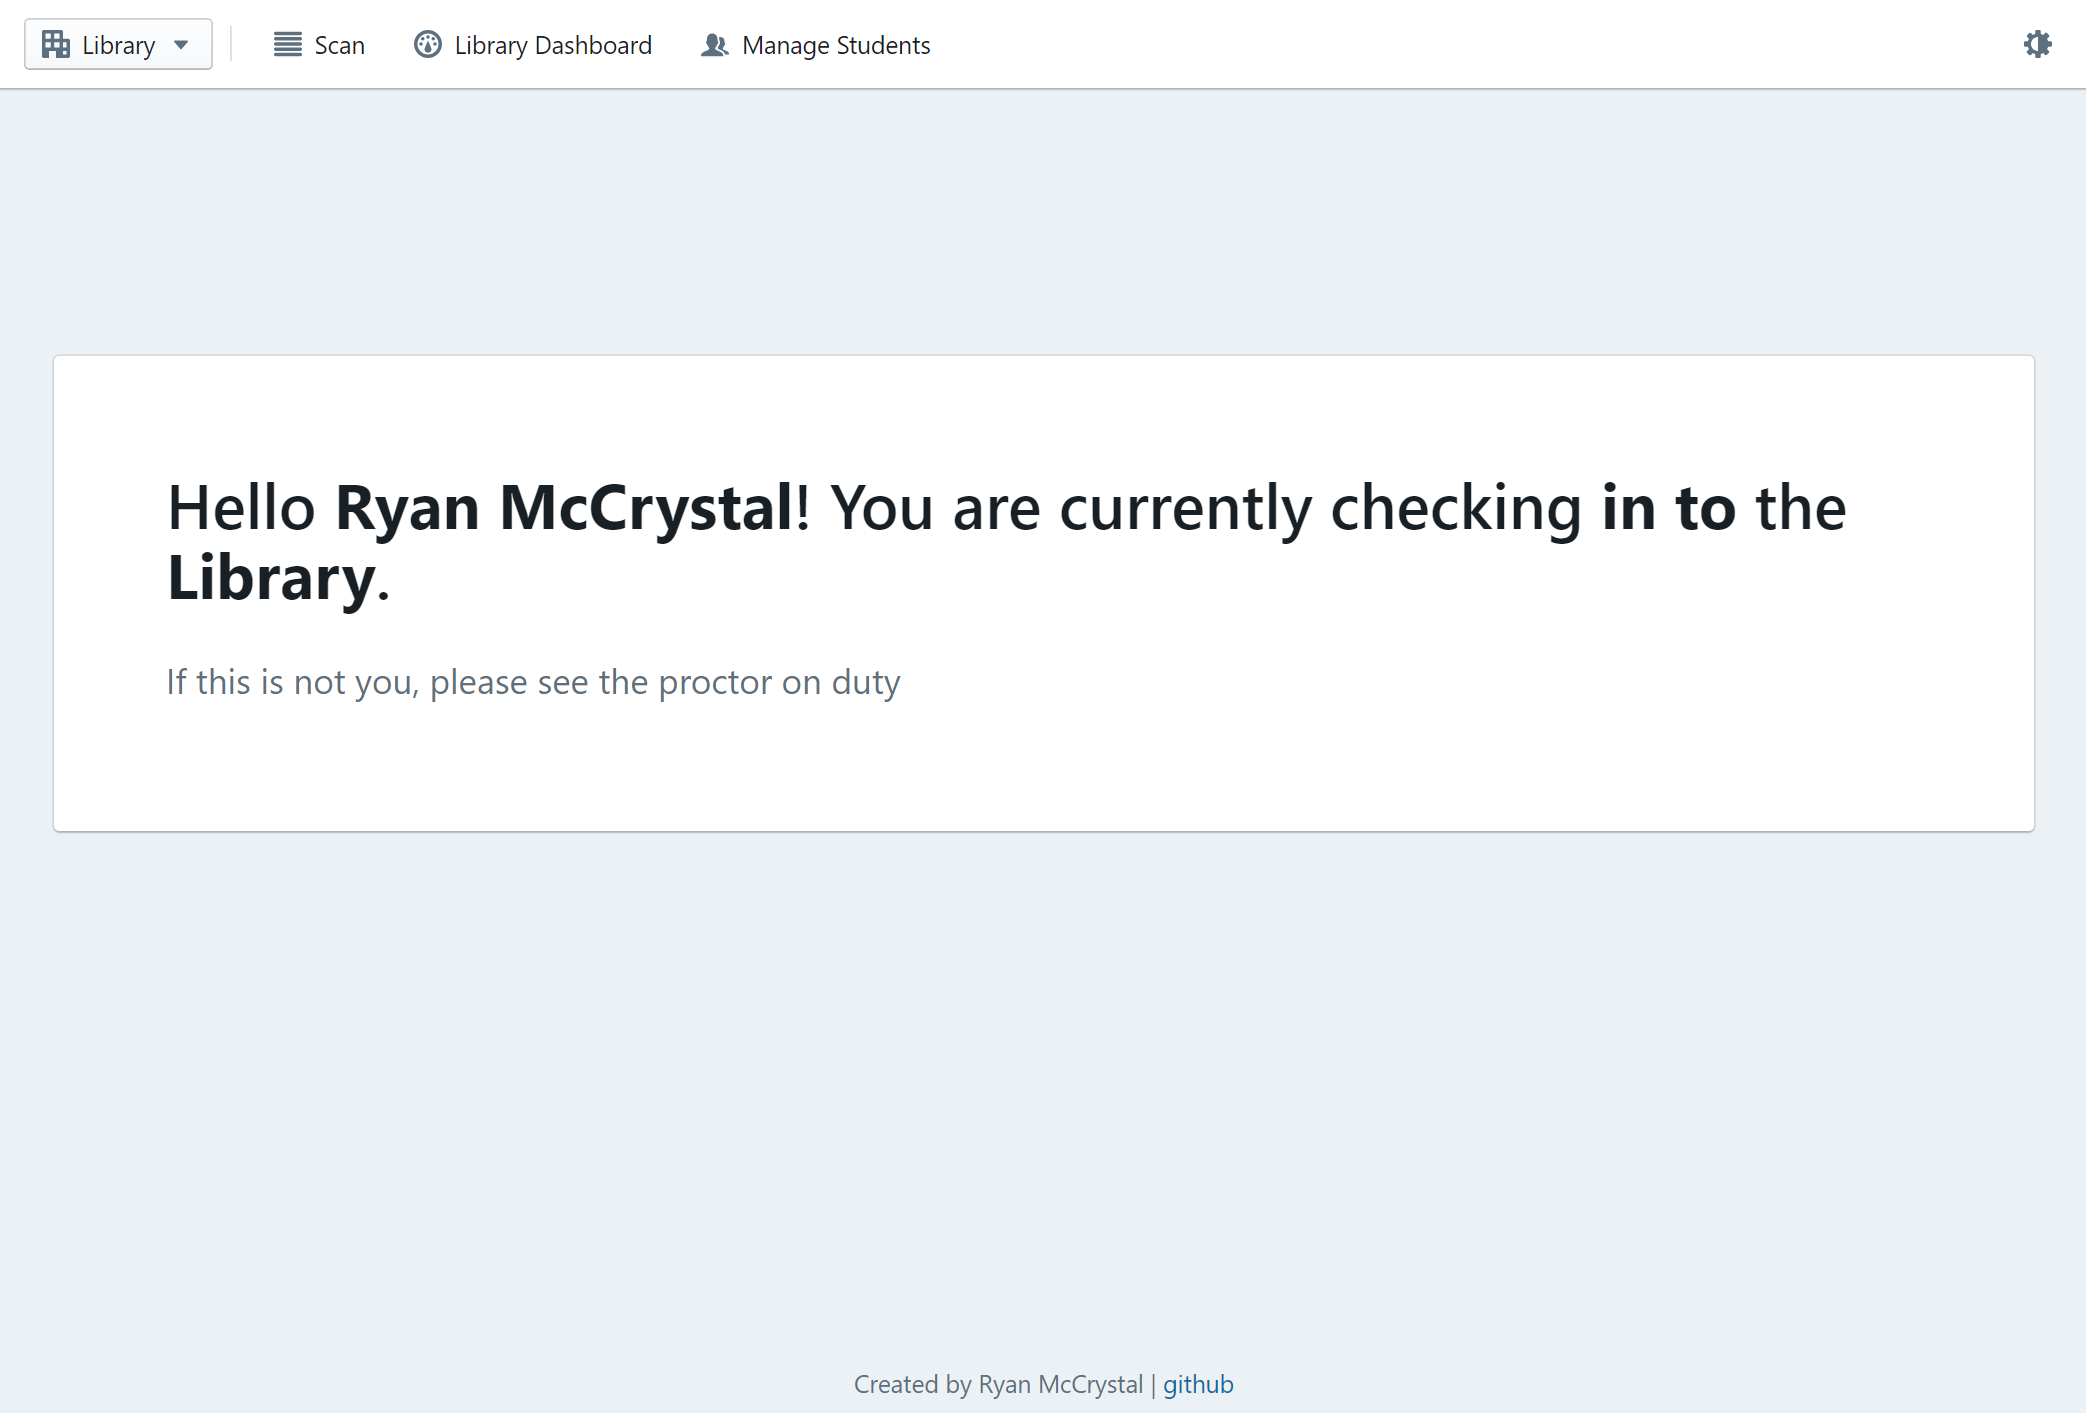 Library
Scan
Library Dashboard
Manage Students
Hello Ryan McCrystal! You are currently checking in to the
Library.
If this is not you, please see the proctor on duty
Created by Ryan McCrystal | github